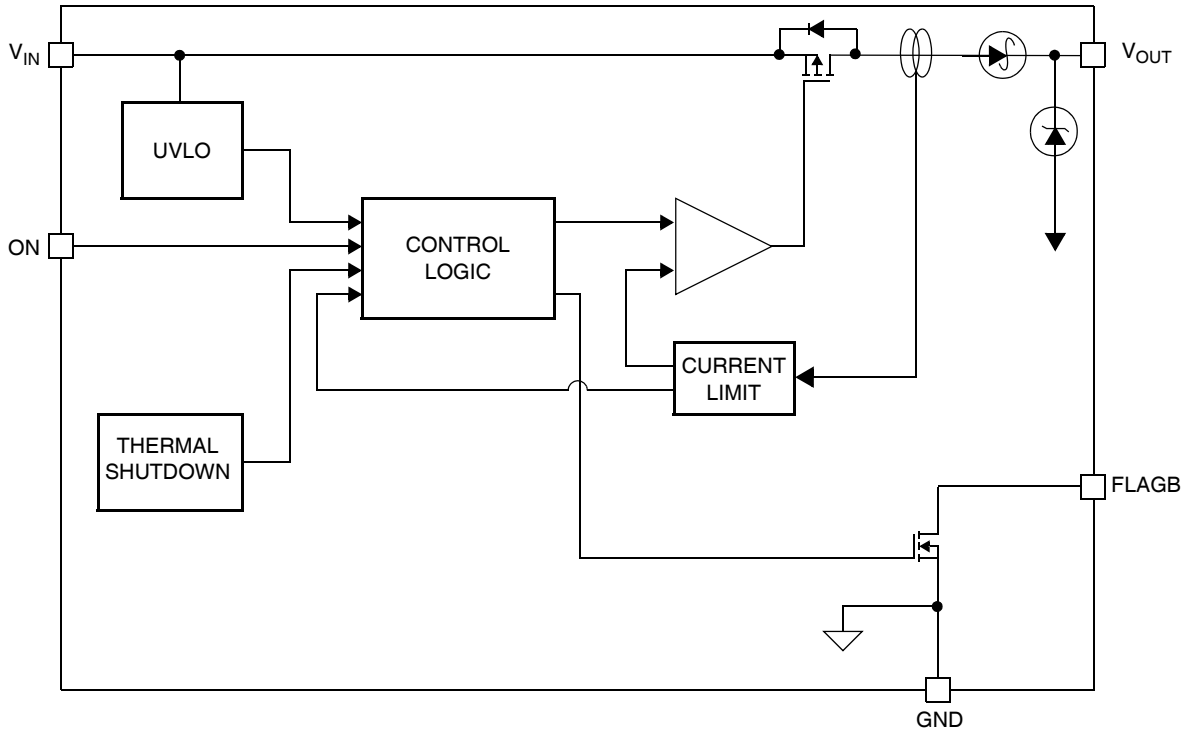 VIN
VOUT
UVLO
ON
CONTROL
LOGIC
CURRENT
LIMIT
THERMAL
SHUTDOWN
FLAGB
GND